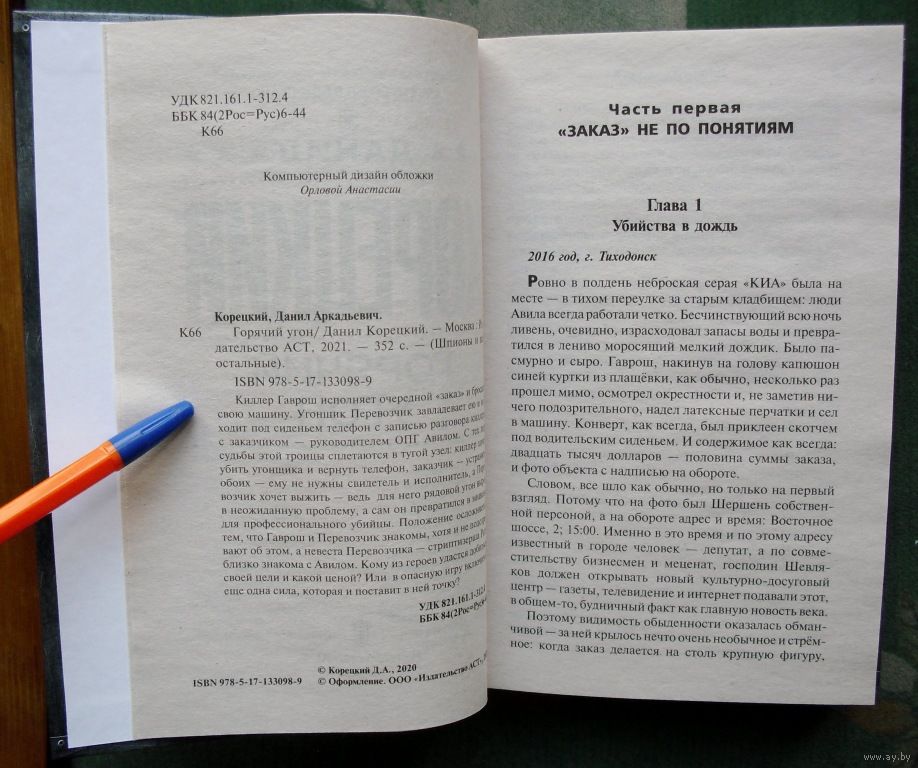 УДК 821.161.1-312.4
ББК 84(2Рос=Рус)6-44
К66
Компьютерный дизайн обложки
Орловой Анастасии
Корецкий, Данил Аркадьевич.
К66 Горячий угон/ Данил Корецкий. — Москва :
дательство АСТ, 2021. — 352 с. — (Шпионы и
остальные).
ISBN 978-5-17-133098-9
Киллер Гаврош исполняет очередной «заказ» и
свою машину. Угонщик Перевозчик завладевает ею и
ходит под сиденьем телефон с записью разговора
с заказчиком — руководителем ОПГ Авилом. С
судьбы этой троицы сплетаются в тугой узел: киллер
убить угонщика и вернуть телефон, заказчик —
обоих — ему не нужны свидетель и исполнитель, а
возчик хочет выжить — ведь для него рядовой угон
в неожиданную проблему, а сам он превратился в
для профессионального убийцы. Положение
тем, что Гаврош и Перевозчик знакомы, хотя и не
вают об этом, а невеста Перевозчика — стриптизерша
близко знакома с Авилом. Кому из героев удастся
своей цели и какой ценой? Или в опасную игру
еще одна сила, которая и поставит в ней точку?
УДК 821.161.1
ББК 84(2Рос=Рус)
© Корецкий Д.А., 2020
ISBN 978-5-17-133098-9 © Оформление. ООО «Издательство АСТ»,
Часть первая
«ЗАКАЗ» НЕ ПО ПОНЯТИЯМ
Глава 1
Убийства в дождь
2016 год, г. Тиходонск
Ровно в полдень неброская серая «КИА» была на
месте — в тихом переулке за старым кладбищем: люди
Авила всегда работали четко. Бесчинствующий всю ночь
ливень, очевидно, израсходовал запасы воды и превра-
тился в лениво моросящий мелкий дождик. Было па-
смурно и сыро. Гаврош, накинув на голову капюшон
синей куртки из плащёвки, как обычно, несколько раз
прошел мимо, осмотрел окрестности и, не заметив ни-
чего подозрительного, надел латексные перчатки и сел
в машину. Конверт, как всегда, был приклеен скотчем
под водительским сиденьем. И содержимое как всегда:
двадцать тысяч долларов — половина суммы заказа,
и фото объекта с надписью на обороте.
Словом, все шло как обычно, но только на первый
взгляд. Потому что на фото был Шершень собствен-
ной персоной, а на обороте адрес и время: Восточное
шоссе, 2; 15:00. Именно в это время и по этому адресу
известный в городе человек — депутат, а по совме-
стительству бизнесмен и меценат, господин Шевля-
ков должен открывать новый культурно-досуговый
центр — газеты, телевидение и интернет подавали этот,
в общем-то, будничный факт как главную новость века.
Поэтому видимость обыденности оказалась обман-
чивой — за ней крылось нечто очень необычное и стрём-
ное: когда заказ делается на столь крупную фигуру,
www.ay.by